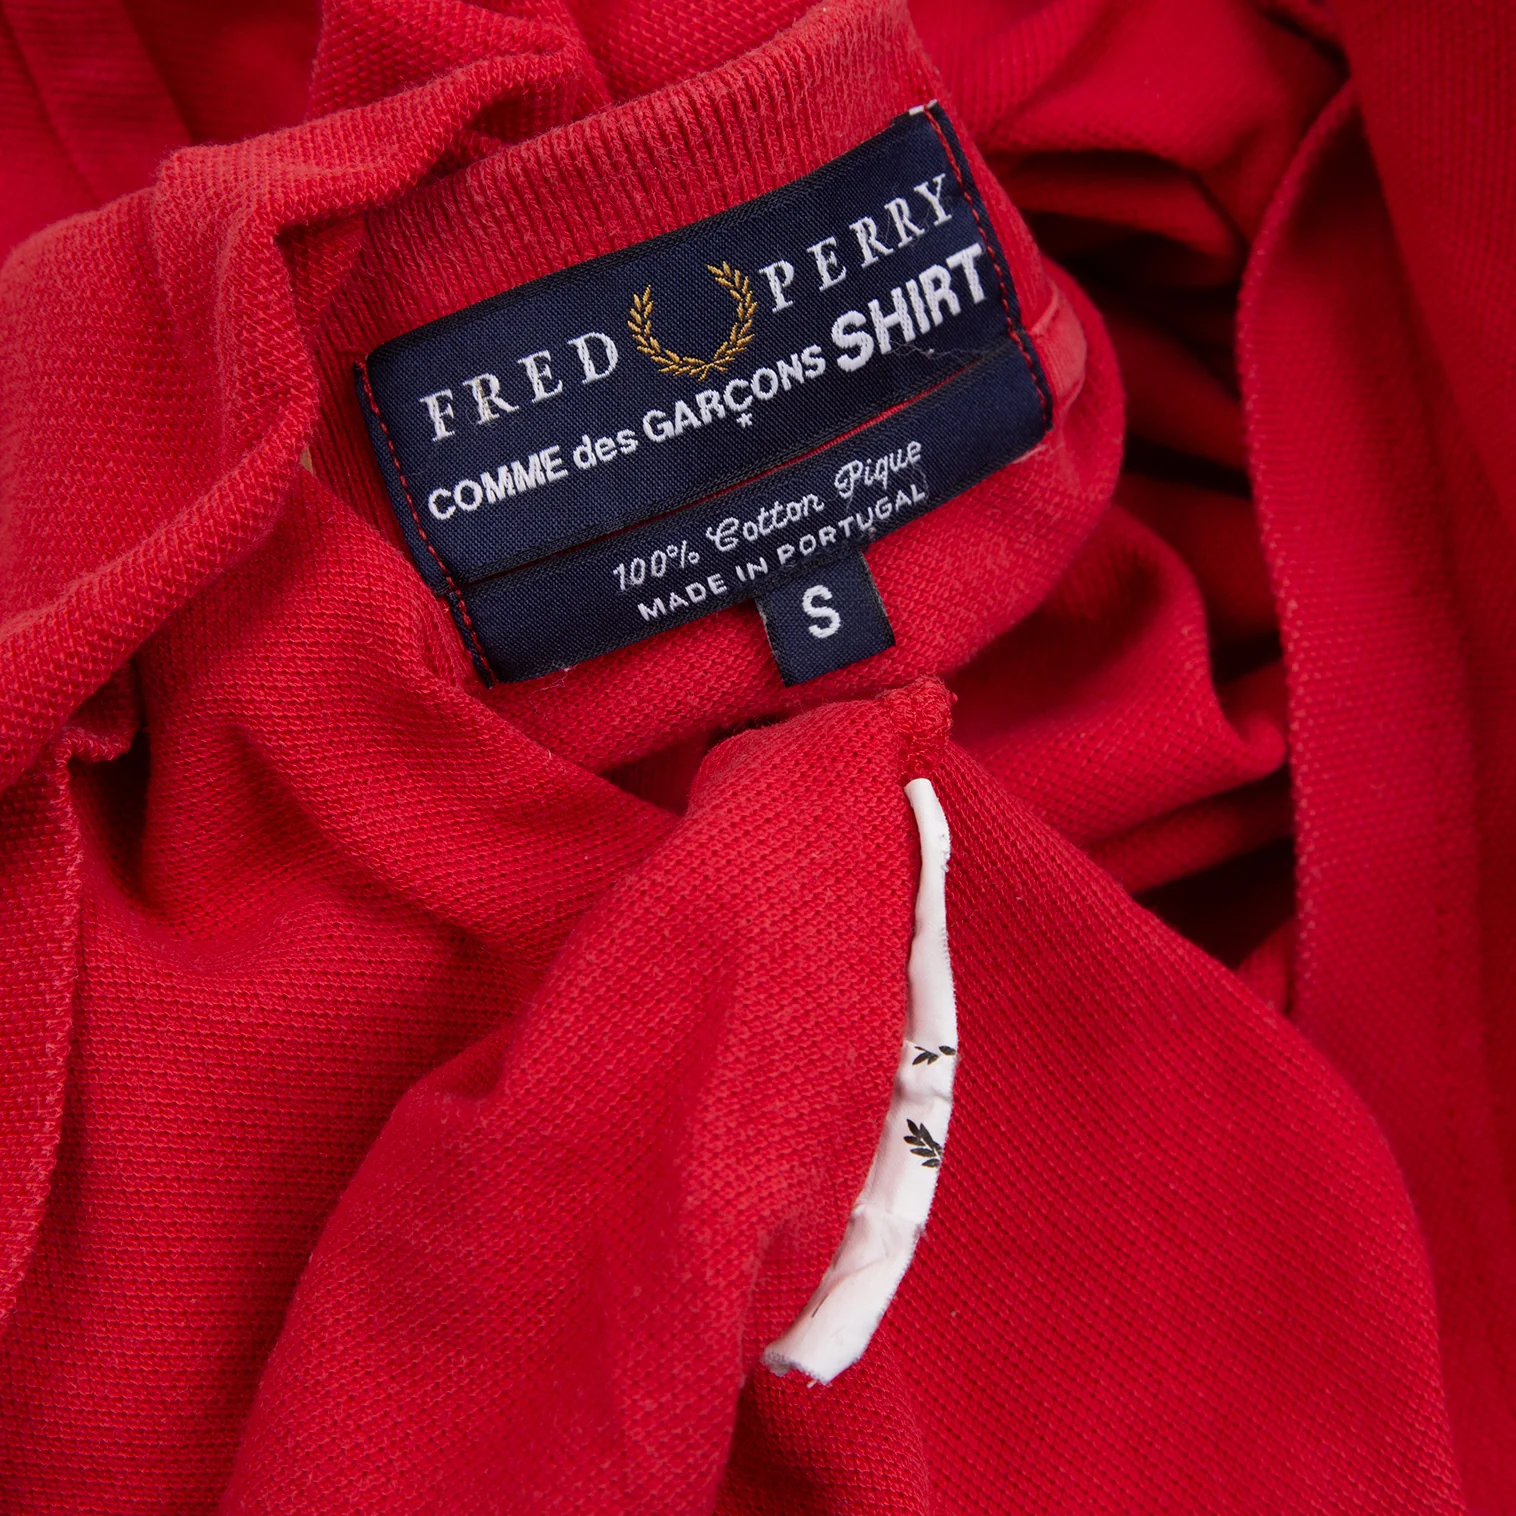 FRED PERRY
COMME des GARÇONS SHIRT
*
100% Cotton Pique
MADE IN PORTUGAL
S